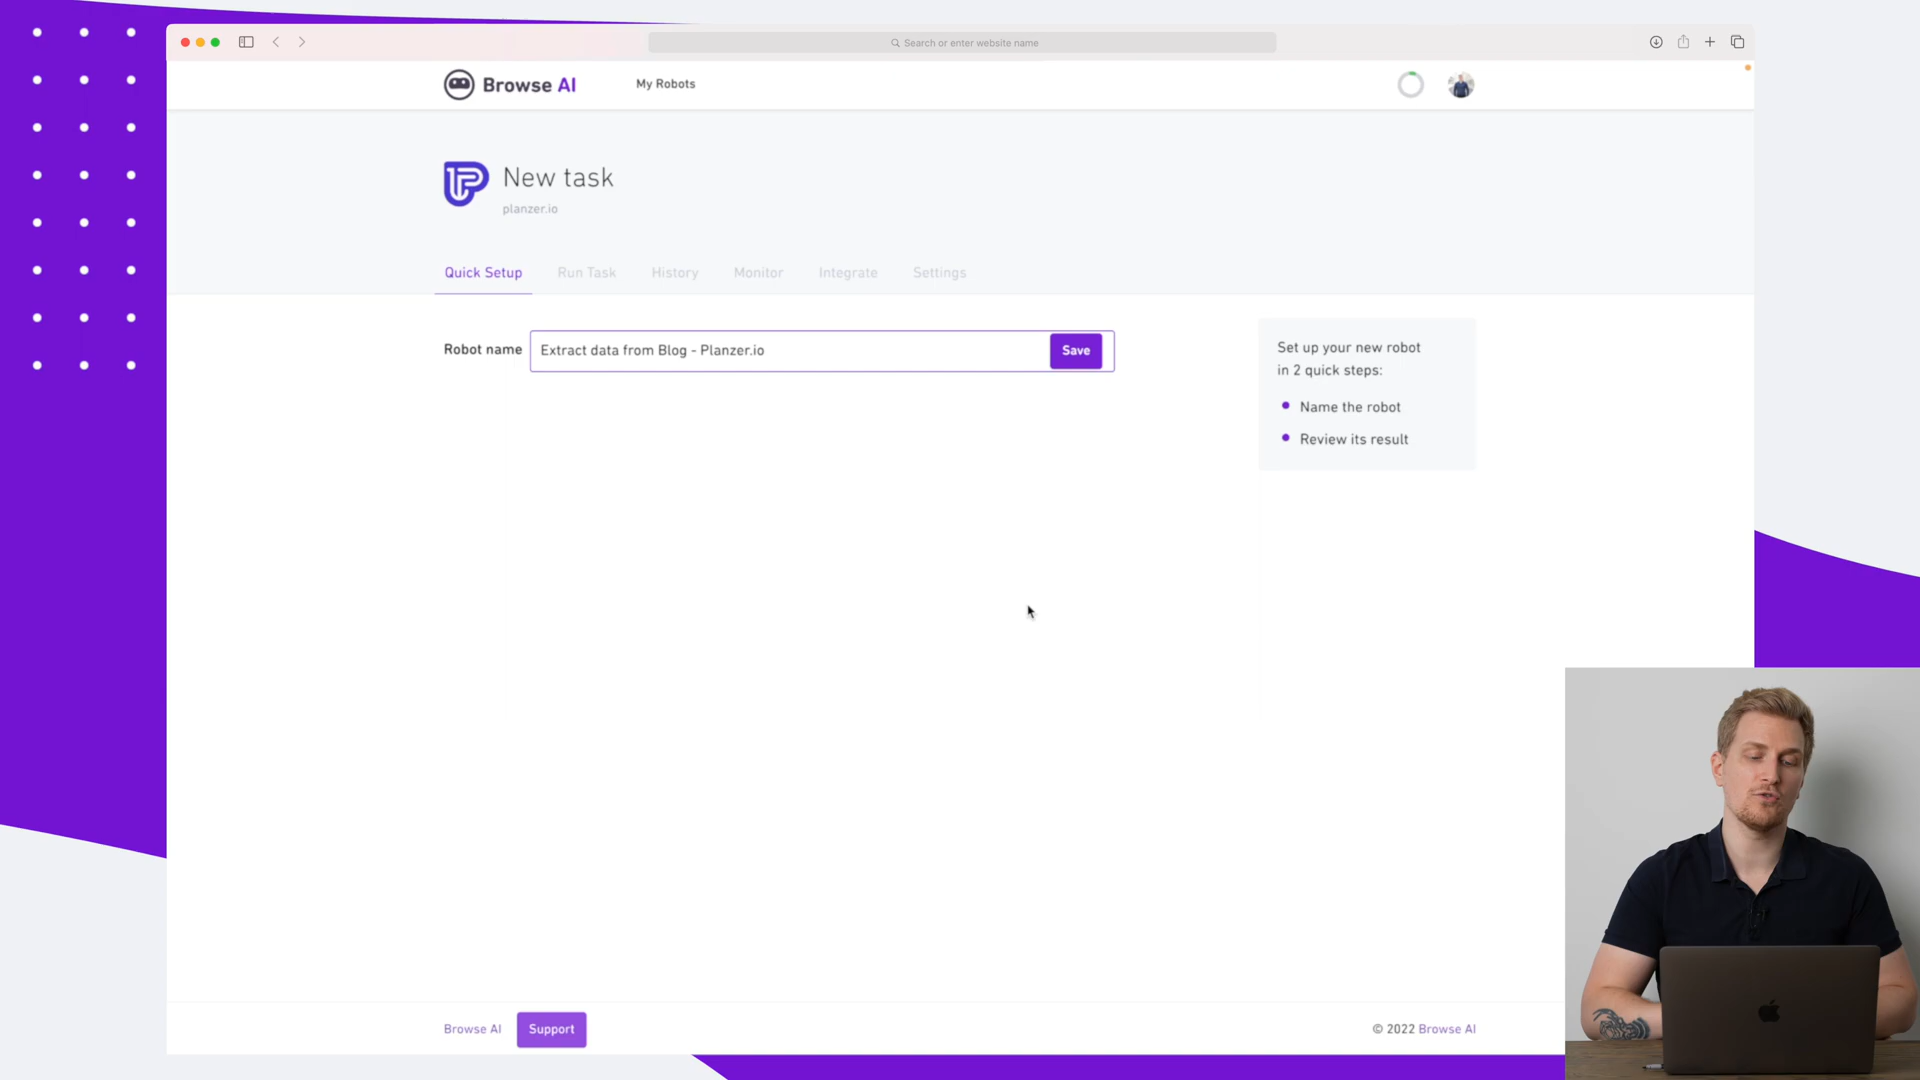 Search or enter website name
Browse AI
My Robots
New task
planzer.io
Quick Setup
Run Task
History
Monitor
Integrate
Settings
Robot name
Extract data from Blog - Planzer.io
Save
Set up your new robot
in 2 quick steps:
Name the robot
Review its result
Browse AI
Support
© 2022 Browse AI